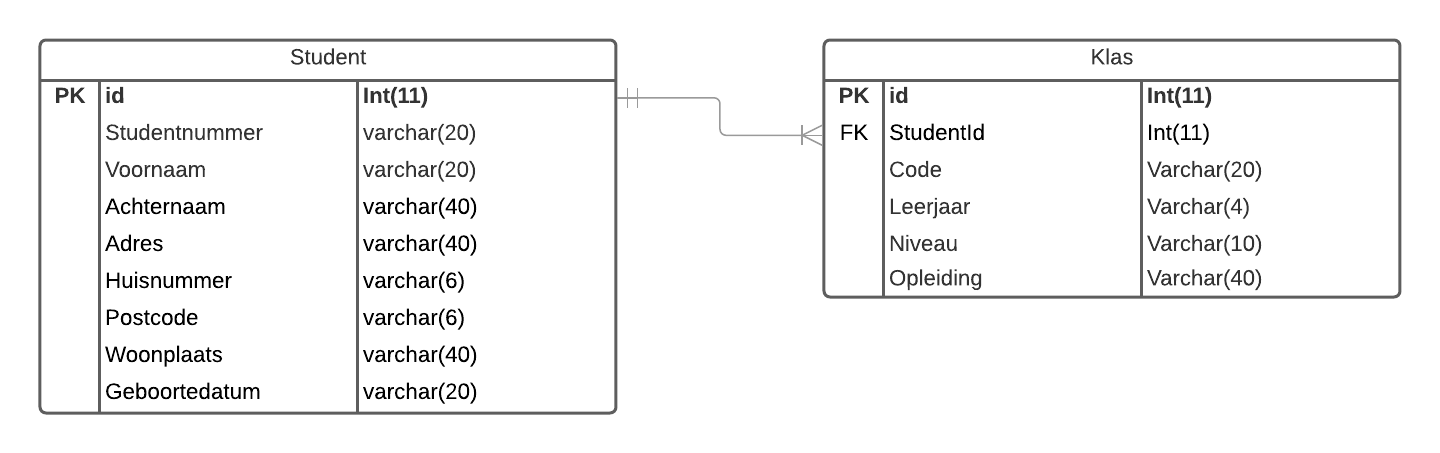 Student
PK id Int(11)
Studentnummer varchar(20)
Voornaam varchar(20)
Achternaam varchar(40)
Adres varchar(40)
Huisnummer varchar(6)
Postcode varchar(6)
Woonplaats varchar(40)
Geboortedatum varchar(20)
Klas
PK id Int(11)
FK StudentId Int(11)
Code Varchar(20)
Leerjaar Varchar(4)
Niveau Varchar(10)
Opleiding Varchar(40)